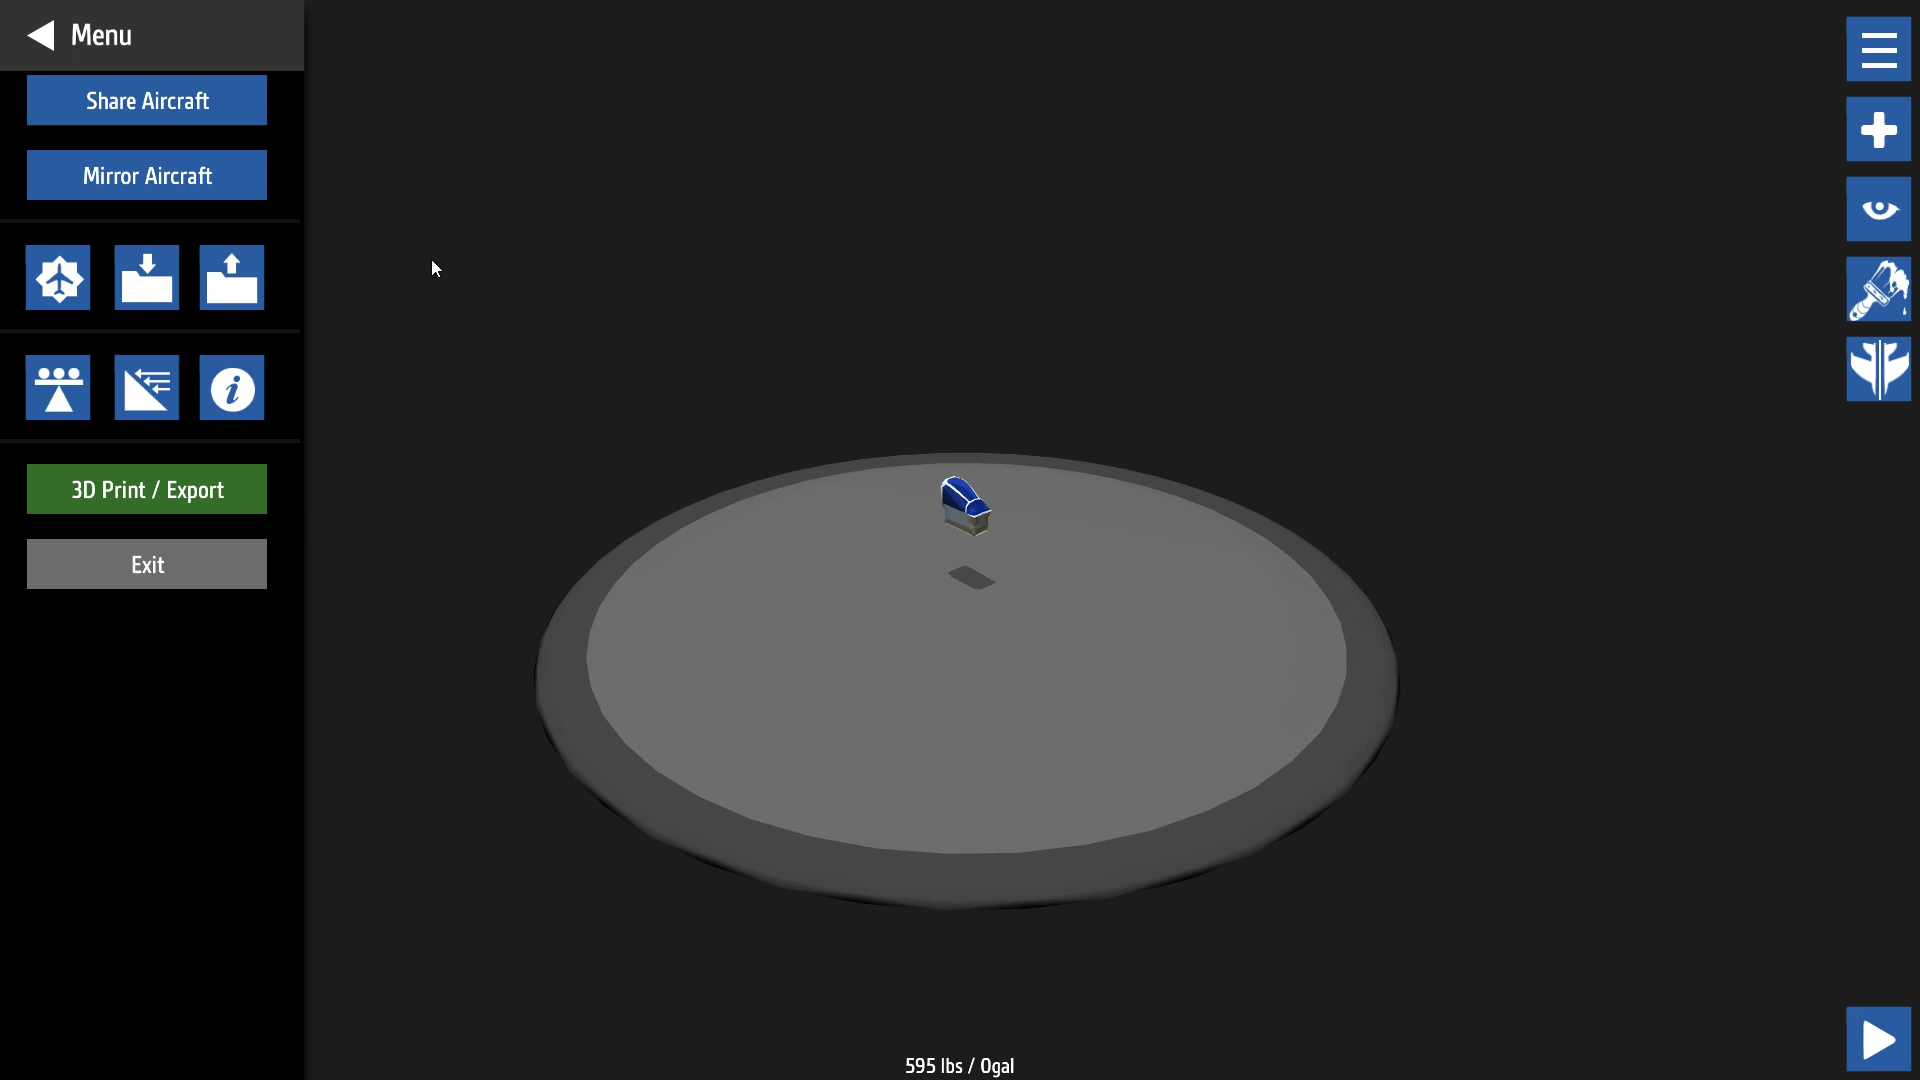 Menu
Share Aircraft
Mirror Aircraft
3D Print / Export
Exit
595 lbs / 0gal